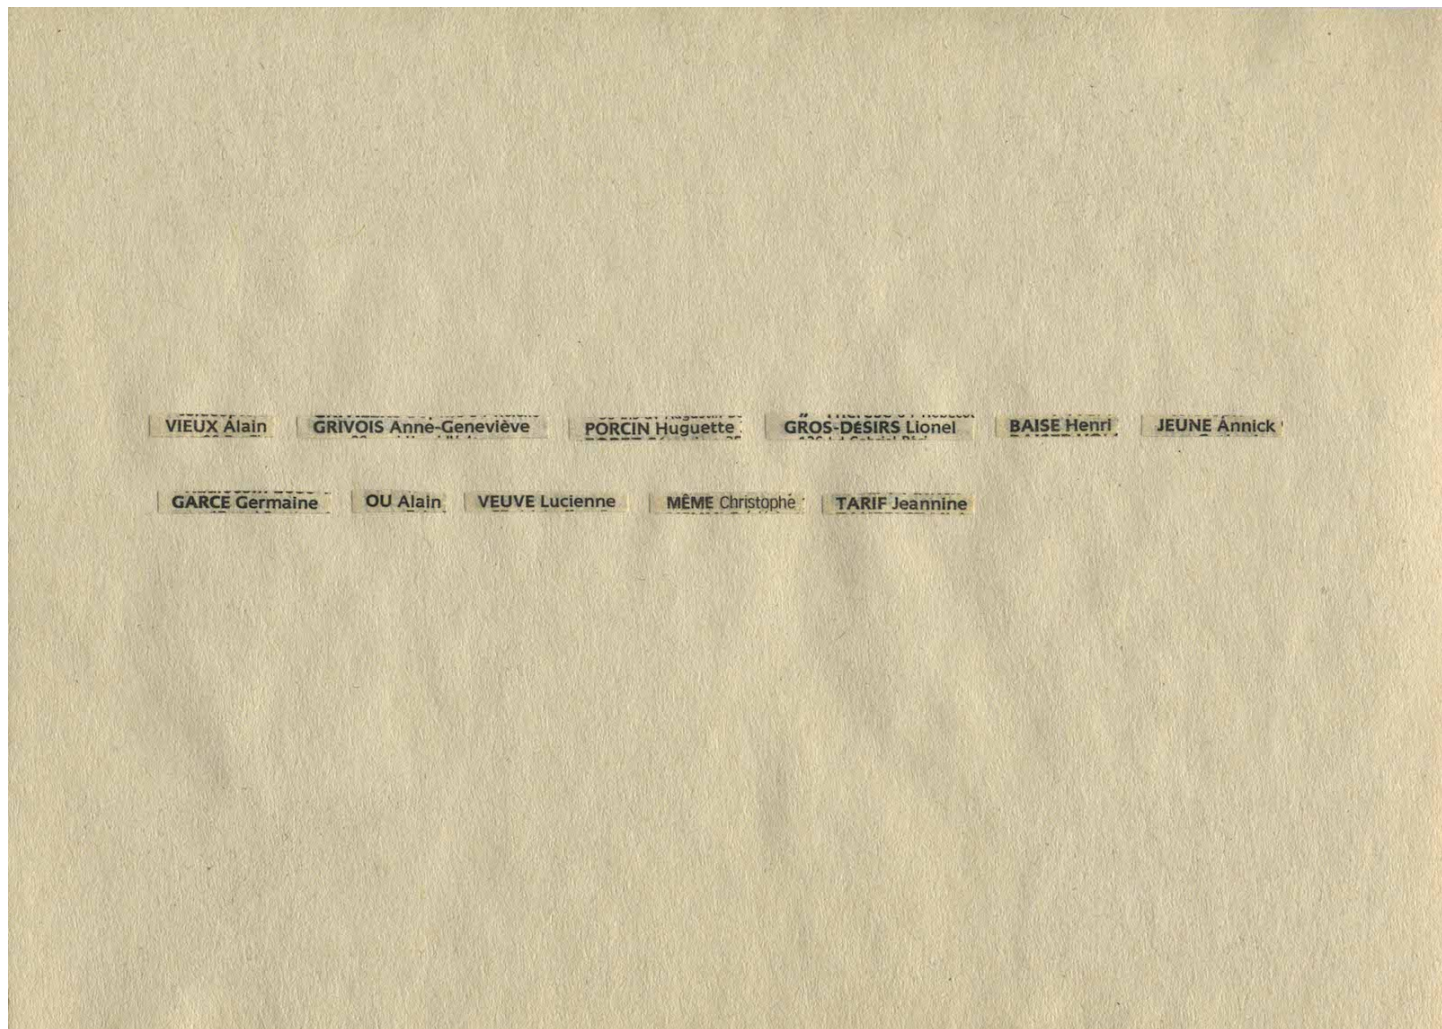 VIEUX Alain GRIVOIS Anne-Geneviève PORCIN Huguette GROS-DÉSIRS Lionel BAISE Henri JEUNE Annick
GARCE Germaine OU Alain VEUVE Lucienne MÊME Christophe TARIF Jeannine